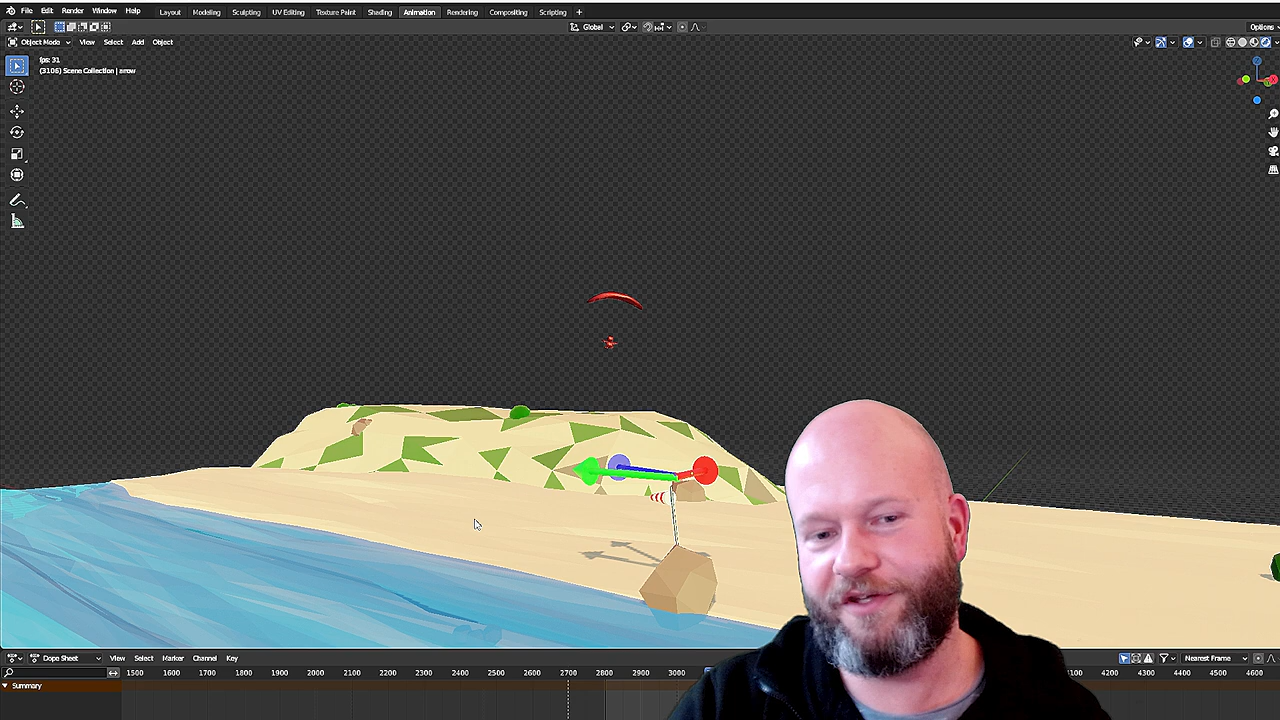 File Edit Render Window Help Layout Modeling Sculpting UV Editing Texture Paint Shading Animation Rendering Compositing Scripting +
Global Options
Object Mode View Select Add Object
fps: 31
(3106) Scene Collection | arrow
Dope Sheet View Select Marker Channel Key Nearest Frame
1500 1600 1700 1800 1900 2000 2100 2200 2300 2400 2500 2600 2700 2800 2900 3000 4100 4200 4300 4400 4500 4600
Summary